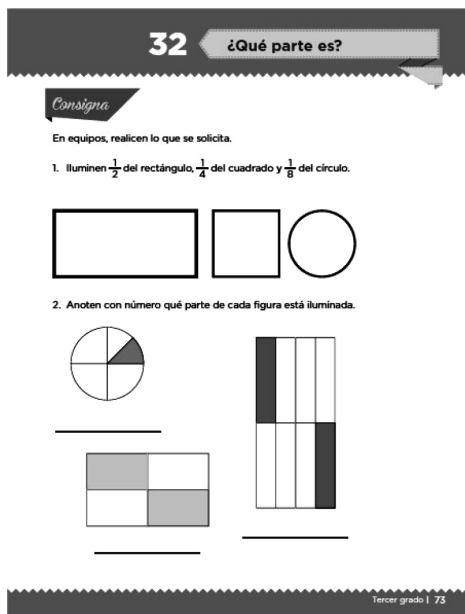 32 ¿Qué parte es?
Consigna
En equipos, realicen lo que se solicita.
1. Iluminen 1/2 del rectángulo, 1/4 del cuadrado y 1/8 del círculo.
2. Anoten con número qué parte de cada figura está iluminada.
Tercer grado | 73